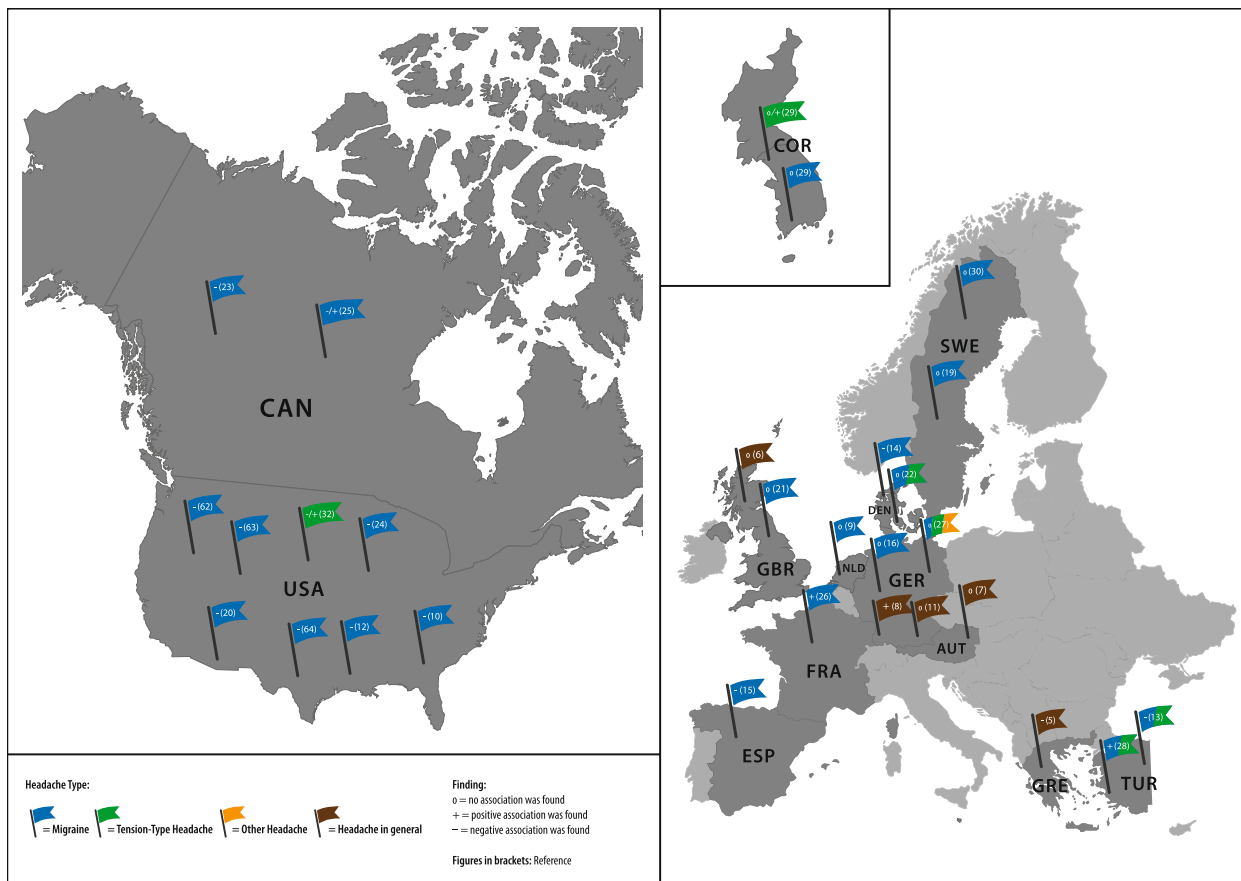 - (23)
-/+ (25)
CAN
- (62)
- (63)
-/+ (32)
- (24)
USA
- (20)
- (64)
- (12)
- (10)
o/+ (29)
COR
o (29)
o (30)
SWE
o (19)
- (14)
o (22)
DEN
o (6)
o (21)
o (9)
o (16)
o (27)
GBR
NLD
GER
+ (26)
+ (8)
o (11)
o (7)
AUT
FRA
- (15)
ESP
- (5)
+ (28)
- (13)
GRE
TUR
Headache Type:
= Migraine
= Tension-Type Headache
= Other Headache
= Headache in general
Finding:
o = no association was found
+ = positive association was found
– = negative association was found
Figures in brackets: Reference